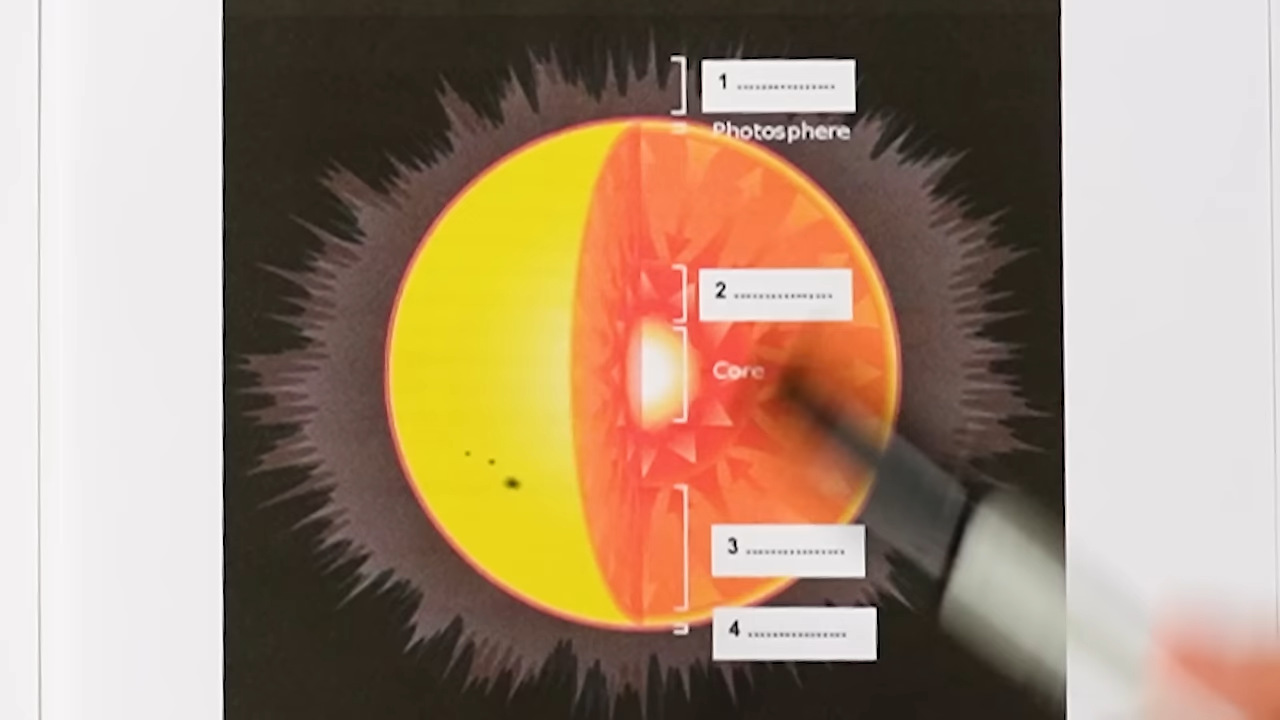 1 ................
Photosphere
2 ................
Core
3 ................
4 ................